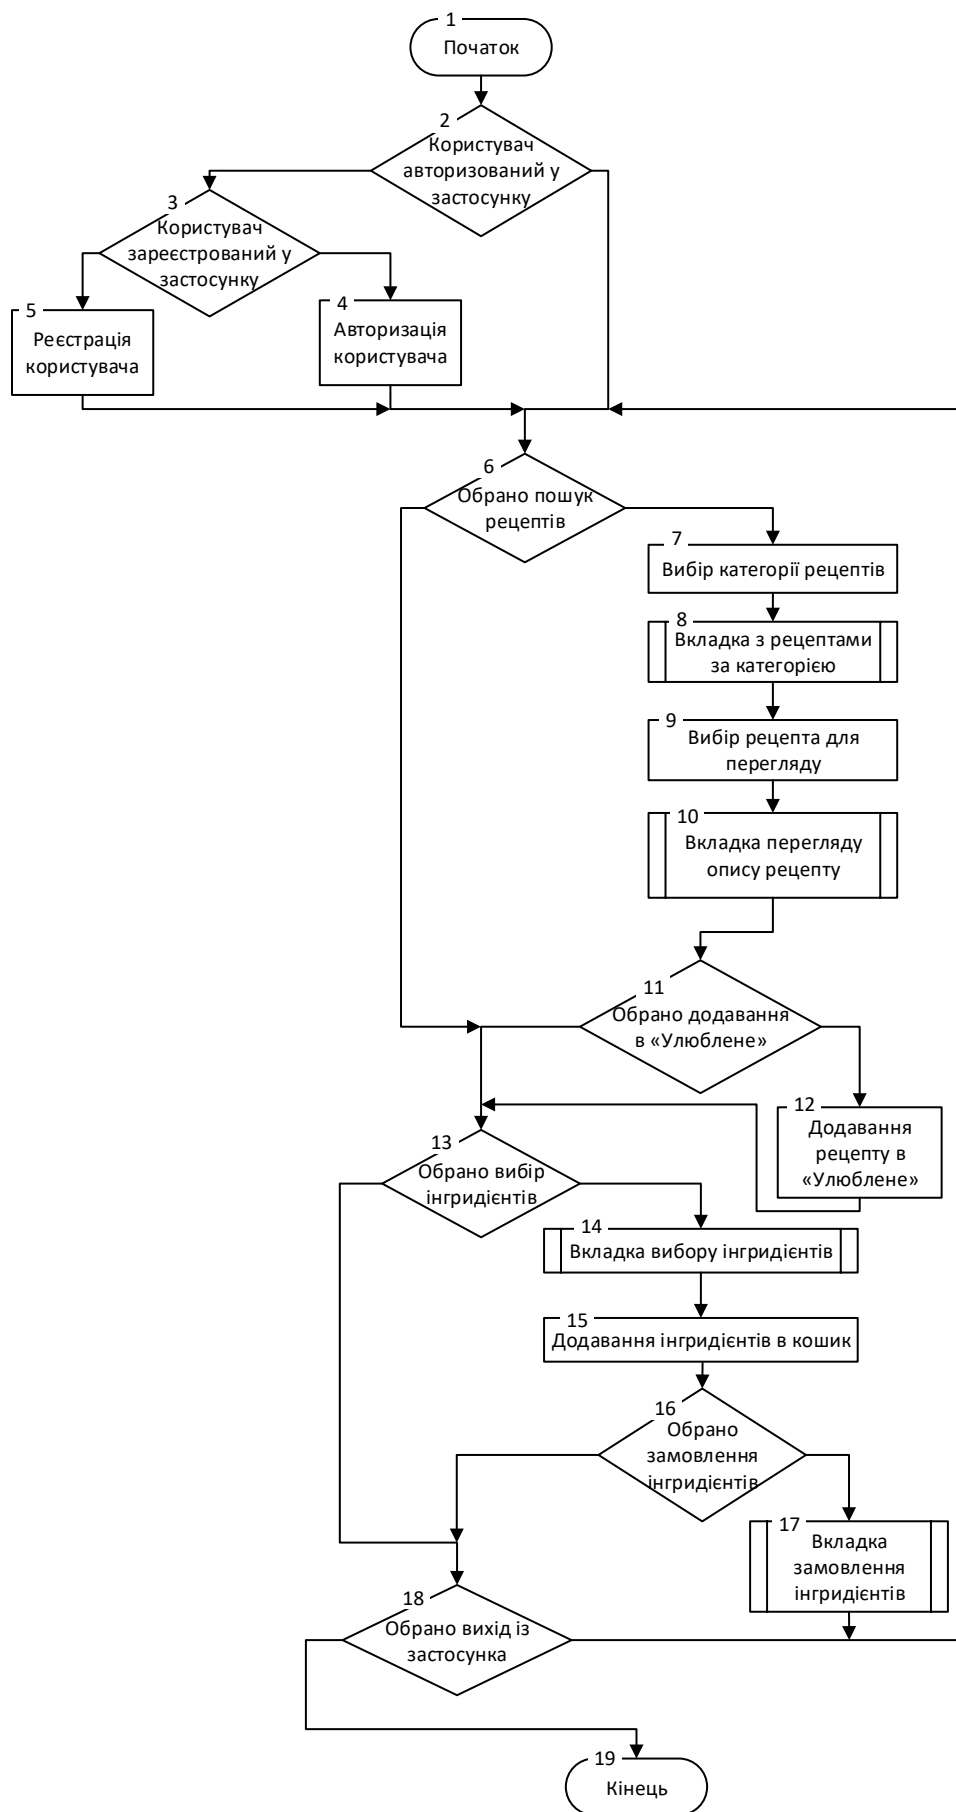 1
Початок
2
Користувач
авторизований у
застосунку
3
Користувач
зареєстрований у
застосунку
5
Реєстрація
користувача
4
Авторизація
користувача
6
Обрано пошук
рецептів
7
Вибір категорії рецептів
8
Вкладка з рецептами
за категорією
9
Вибір рецепта для
перегляду
10
Вкладка перегляду
опису рецепту
11
Обрано додавання
в «Улюблене»
12
Додавання
рецепту в
«Улюблене»
13
Обрано вибір
інгридієнтів
14
Вкладка вибору інгридієнтів
15
Додавання інгридієнтів в кошик
16
Обрано
замовлення
інгридієнтів
17
Вкладка
замовлення
інгридієнтів
18
Обрано вихід із
застосунка
19
Кінець